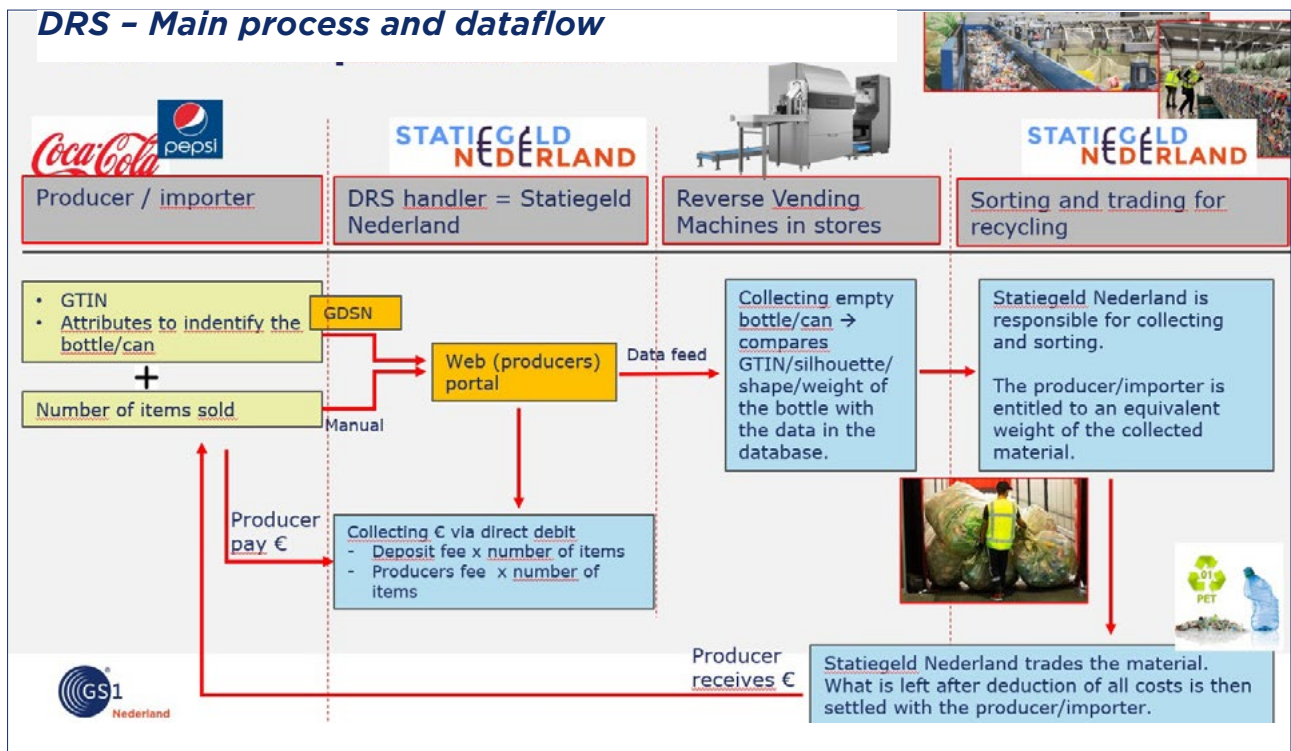 DRS – Main process and dataflow
Coca-Cola
pepsi
STATIEGELD
NEDERLAND
STATIEGELD
NEDERLAND
Producer / importer
DRS handler = Statiegeld
Nederland
Reverse Vending
Machines in stores
Sorting and trading for
recycling
• GTIN
• Attributes to indentify the
bottle/can
+
Number of items sold
GDSN
Manual
Web (producers)
portal
Data feed
Collecting empty
bottle/can →
compares
GTIN/silhouette/
shape/weight of
the bottle with
the data in the
database.
Statiegeld Nederland is
responsible for collecting
and sorting.
The producer/importer is
entitled to an equivalent
weight of the collected
material.
Producer
pay €
Collecting € via direct debit
- Deposit fee x number of items
- Producers fee x number of
items
01
PET
Producer
receives €
Statiegeld Nederland trades the material.
What is left after deduction of all costs is then
settled with the producer/importer.
GS1
Nederland